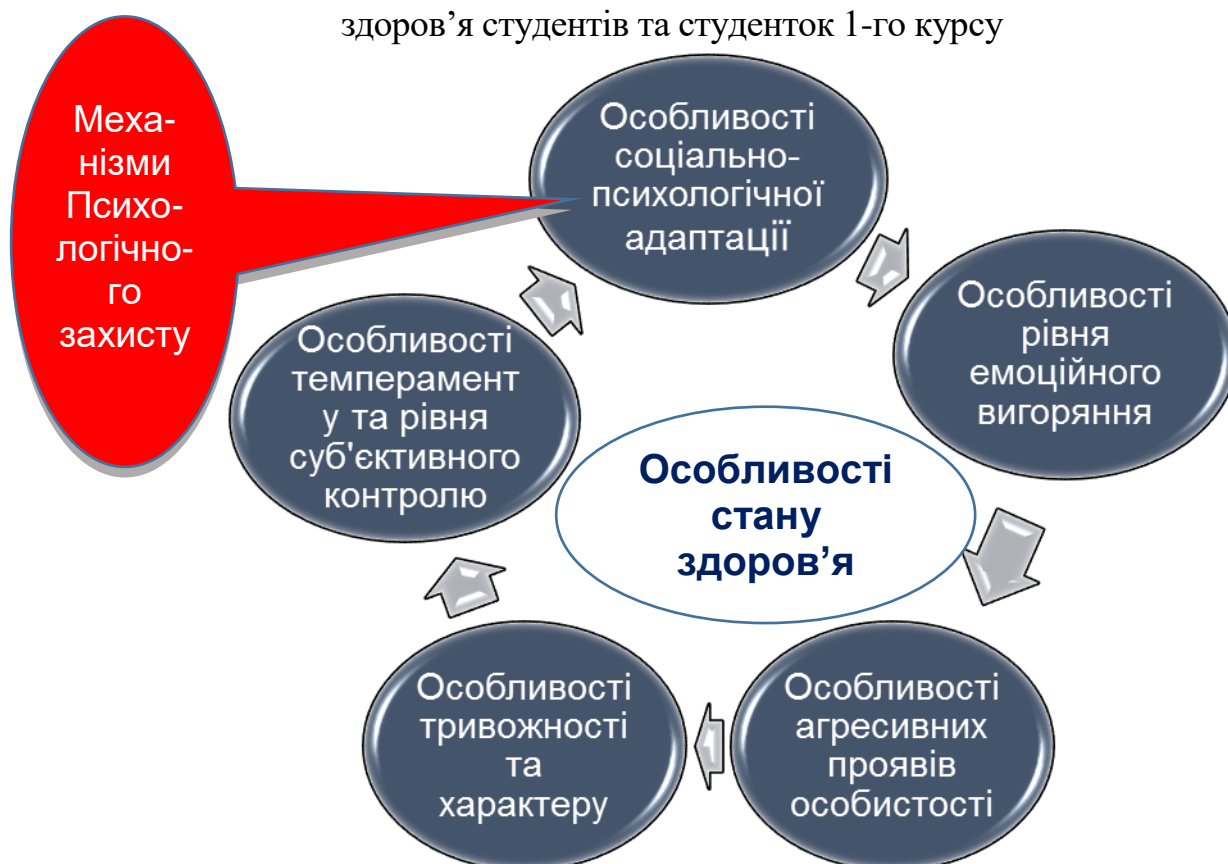 здоров’я студентів та студенток 1-го курсу
Меха-
нізми
Психо-
логічно-
го
захисту
Особливості
соціально-
психологічної
адаптації
Особливості
рівня
емоційного
вигоряння
Особливості
темперамент
у та рівня
суб'єктивного
контролю
Особливості
стану
здоров’я
Особливості
тривожності
та
характеру
Особливості
агресивних
проявів
особистості